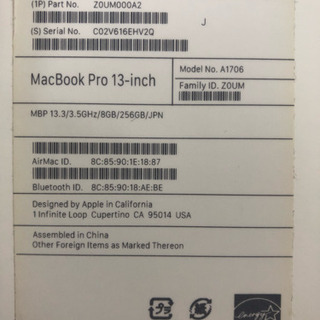 (1P) Part No. Z0UM000A2
J
(S) Serial No. C02V616EHV2Q
MacBook Pro 13-inch
Model No. A1706
Family ID. Z0UM
MBP 13.3/3.5GHz/8GB/256GB/JPN
AirMac ID. 8C:85:90:1E:18:87
Bluetooth ID. 8C:85:90:18:AE:BE
Designed by Apple in California
1 Infinite Loop Cupertino CA 95014 USA
Assembled in China
Other Foreign Items as Marked Thereon